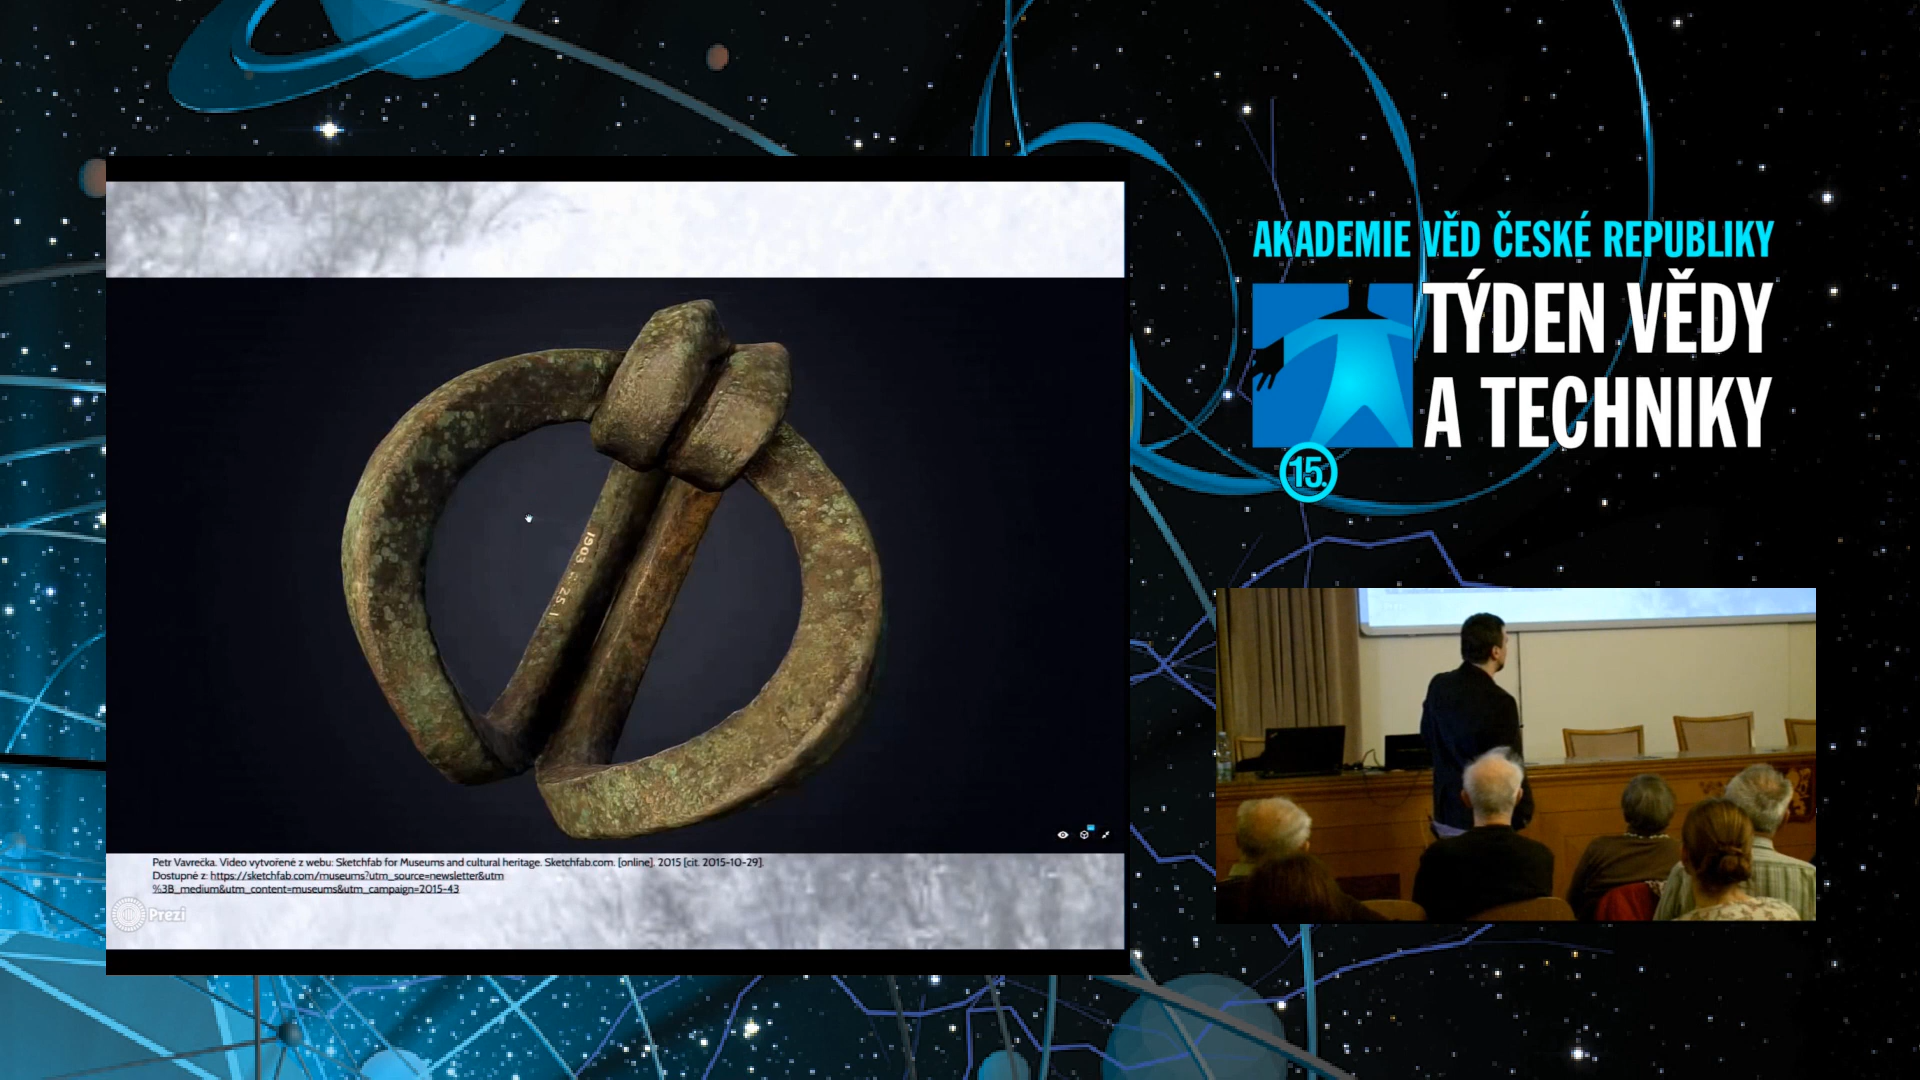 AKADEMIE VĚD ČESKÉ REPUBLIKY
TÝDEN VĚDY
A TECHNIKY
15.
1903
25. 1
Petr Vavrečka. Video vytvořené z webu: Sketchfab for Museums and cultural heritage. Sketchfab.com. [online]. 2015 [cit. 2015-10-29].
Dostupné z: https://sketchfab.com/museums?utm_source=newsletter&utm
%3B_medium&utm_content=museums&utm_campaign=2015-43
Prezi